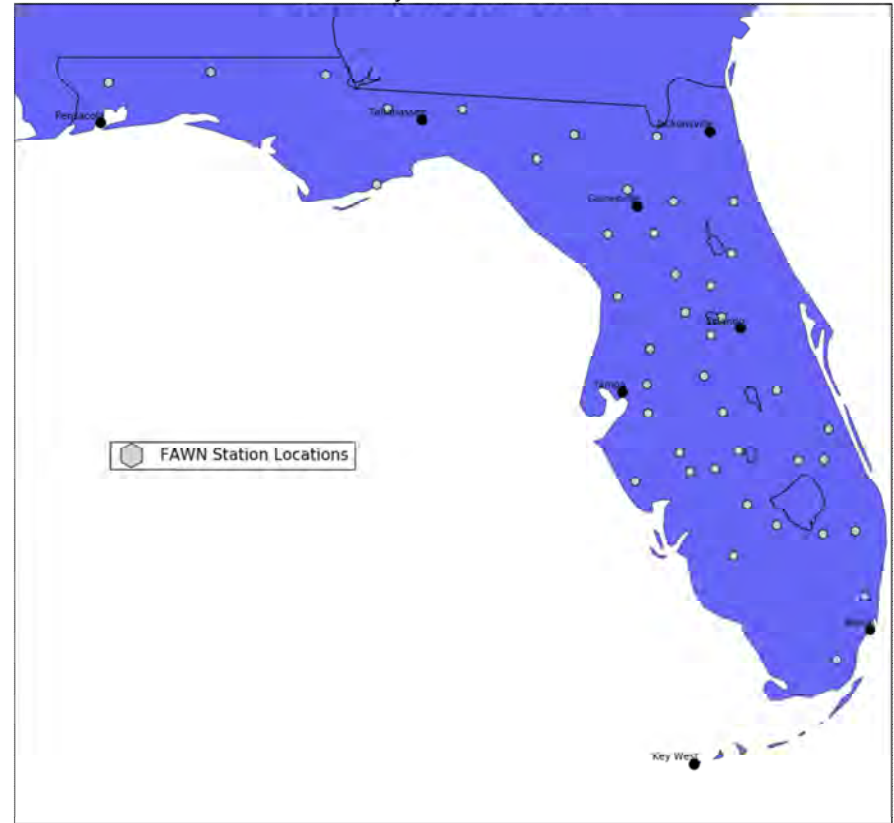 Pensacola
Tallahassee
Jacksonville
Gainesville
Orlando
Tampa
FAWN Station Locations
Miami
Key West